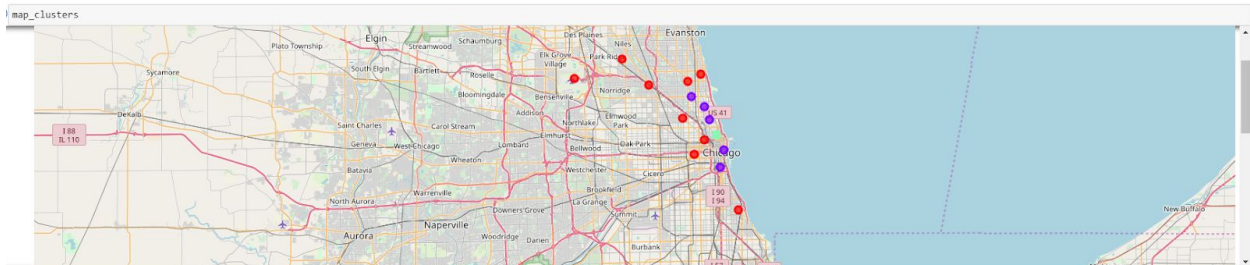 map_clusters
Des Plaines
Evanston
Elgin
Schaumburg
Niles
Plato Township
Streamwood
Elk Grove
Village
Park Rid
Sycamore
South Elgin
Bartlett
Roselle
Bloomingdale
Bensenville
Norridge
Addison
US 41
DeKalb
Saint Charles
Carol Stream
Northlake
Elmwood
Park
I 88
IL 110
Geneva
West Chicago
Elmhurst
Lombard
Bellwood
Oak Park
Chicago
Wheaton
Batavia
Westchester
Cicero
Warrenville
Brookfield
I 90
I 94
North Aurora
Downers Grove
La Grange
Summit
New Buffalo
Aurora
Naperville
Woodridge
Darien
Burbank